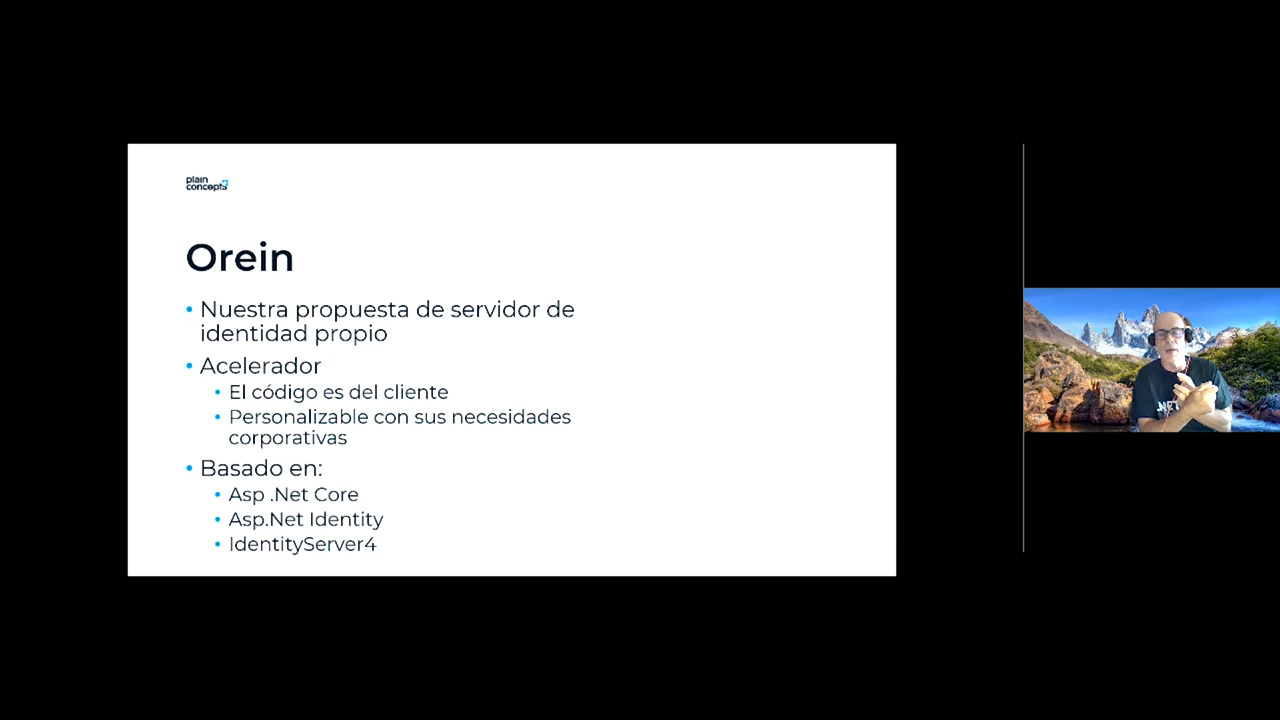 plain
concepts
Orein
• Nuestra propuesta de servidor de
identidad propio
• Acelerador
• El código es del cliente
• Personalizable con sus necesidades
corporativas
• Basado en:
• Asp .Net Core
• Asp.Net Identity
• IdentityServer4
.NET